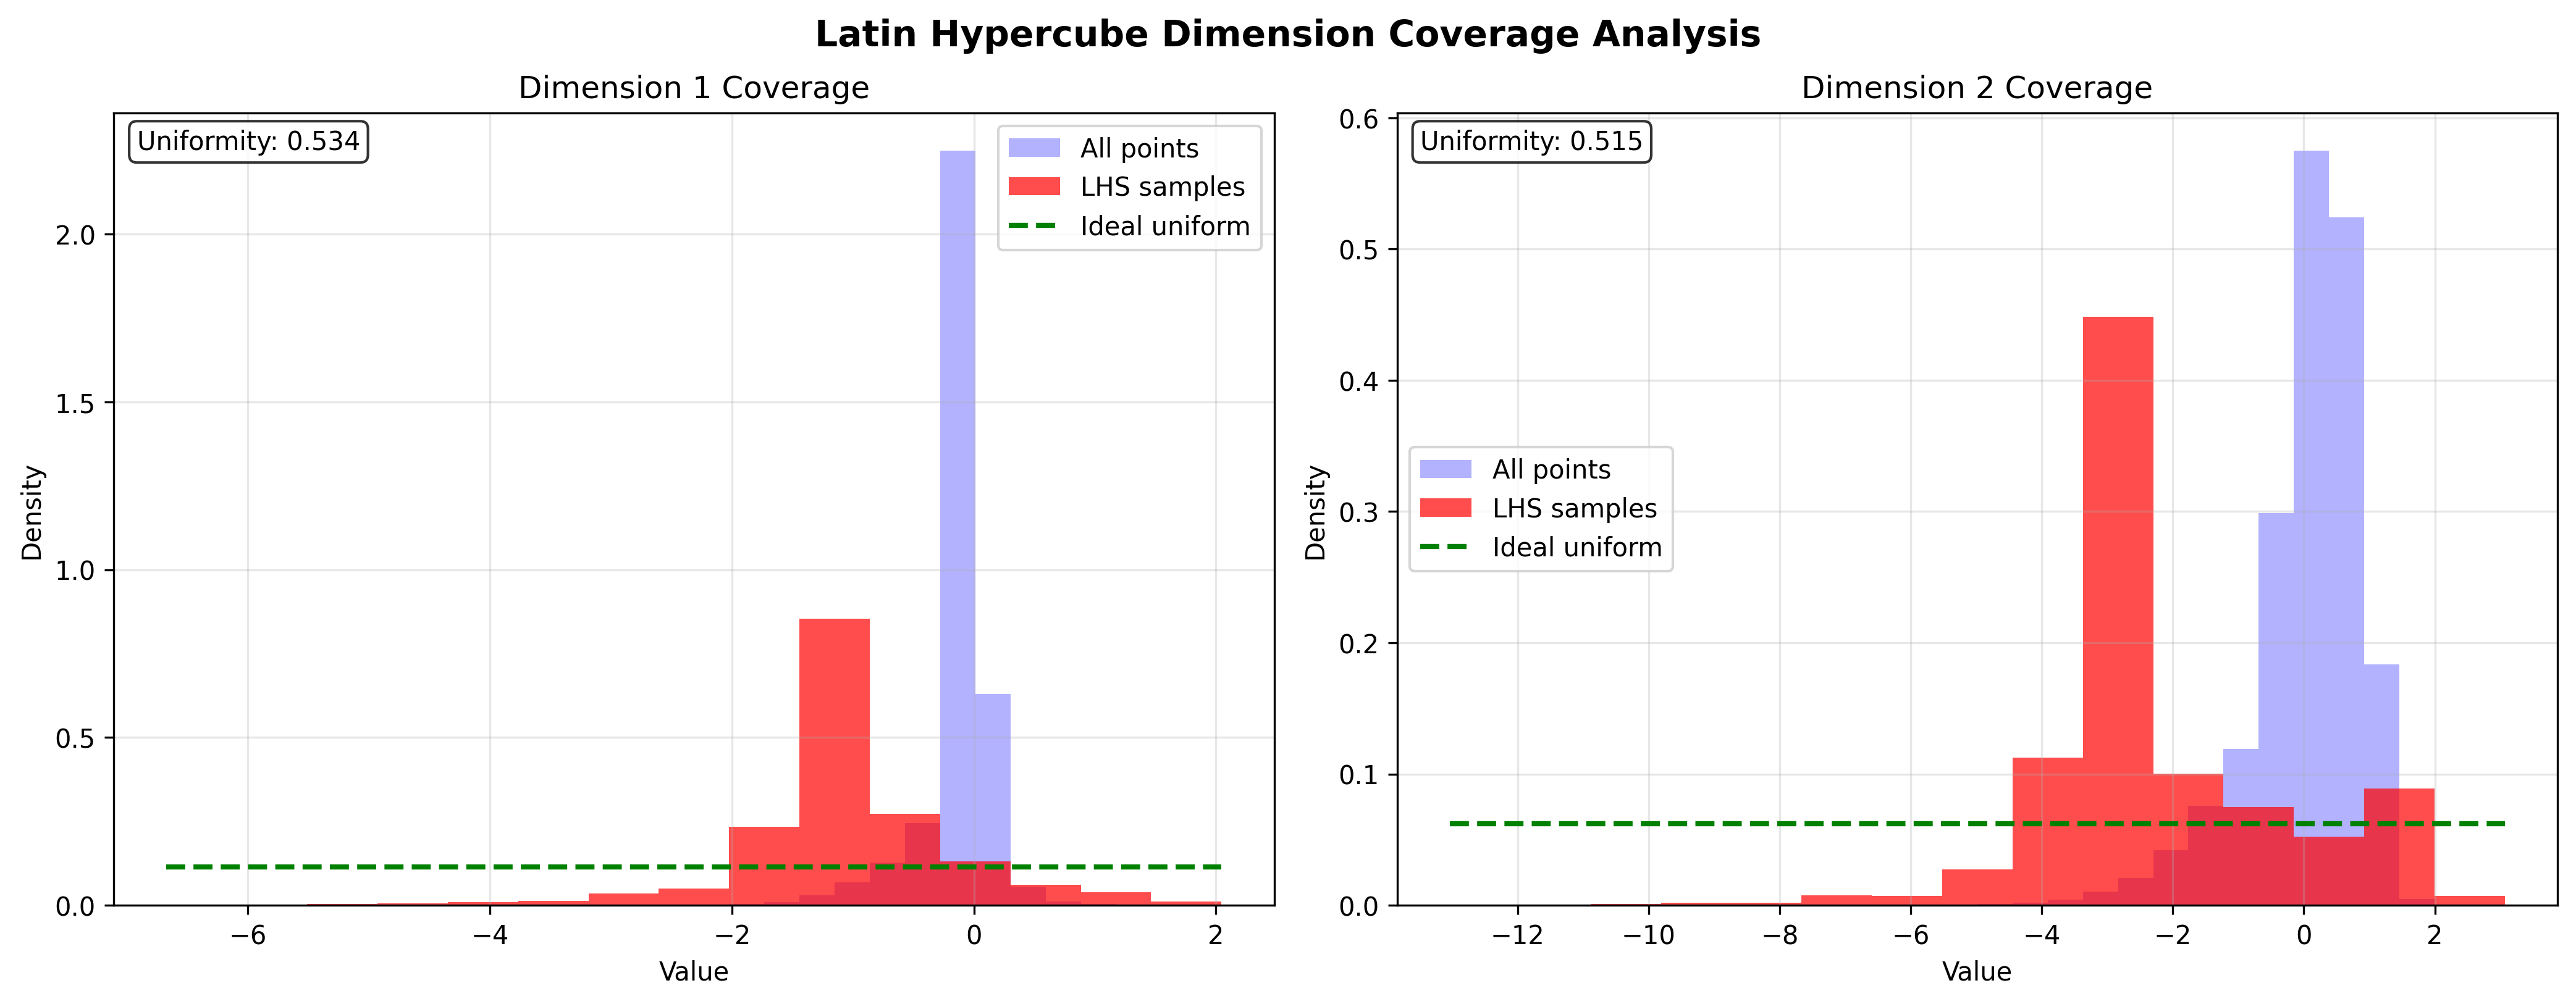 Latin Hypercube Dimension Coverage Analysis
Dimension 1 Coverage
Uniformity: 0.534
All points
LHS samples
Ideal uniform
Density
2.0
1.5
1.0
0.5
0.0
−6 −4 −2 0 2
Value
Dimension 2 Coverage
Uniformity: 0.515
All points
LHS samples
Ideal uniform
Density
0.6
0.5
0.4
0.3
0.2
0.1
0.0
−12 −10 −8 −6 −4 −2 0 2
Value